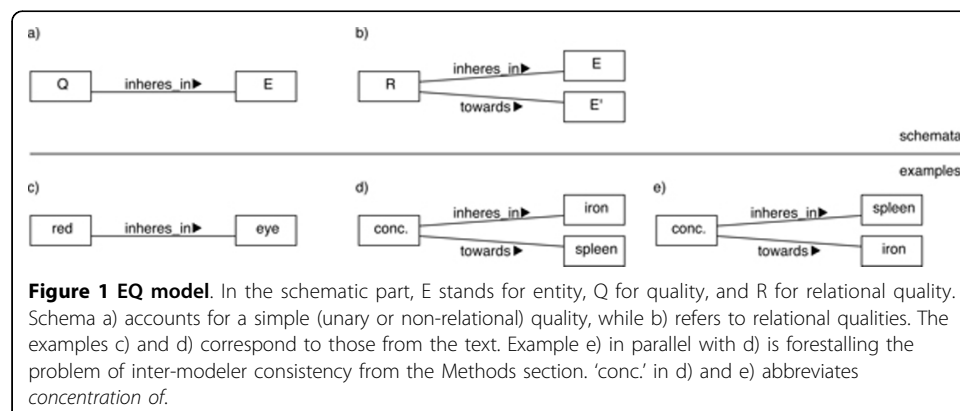 a)
b)
Q
inheres_in▶
E
R
inheres_in▶
E
towards ▶
E'
schemata
examples
c)
d)
e)
red
inheres_in▶
eye
conc.
inheres_in▶
iron
towards▶
spleen
conc.
inheres_in▶
spleen
towards▶
iron
Figure 1 EQ model. In the schematic part, E stands for entity, Q for quality, and R for relational quality.
Schema a) accounts for a simple (unary or non-relational) quality, while b) refers to relational qualities. The
examples c) and d) correspond to those from the text. Example e) in parallel with d) is forestalling the
problem of inter-modeler consistency from the Methods section. ‘conc.’ in d) and e) abbreviates
concentration of.